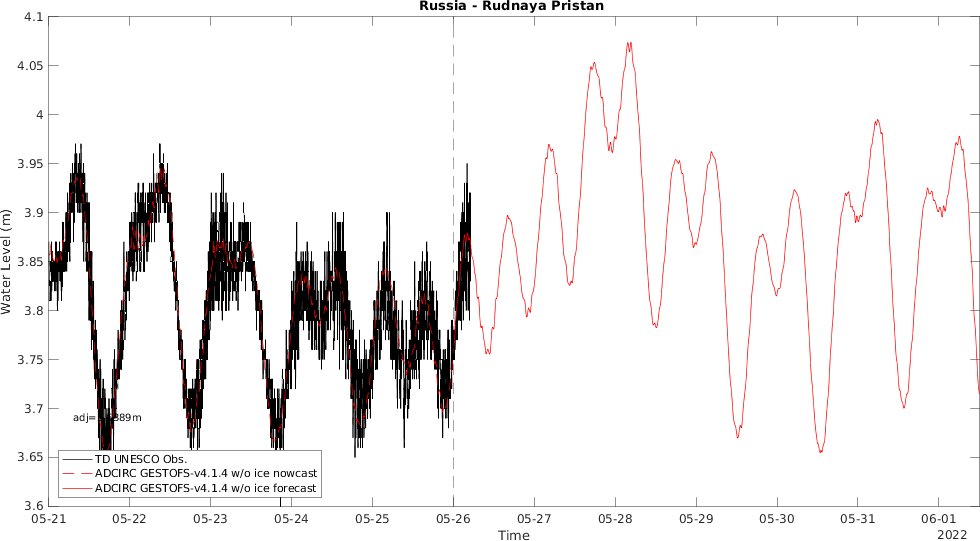 Russia - Rudnaya Pristan
4.1
4.05
4
3.95
3.9
3.85
3.8
3.75
3.7
3.65
3.6
Water Level (m)
adj=
389m
TD UNESCO Obs.
ADCIRC GESTOFS-v4.1.4 w/o ice nowcast
ADCIRC GESTOFS-v4.1.4 w/o ice forecast
05-21 05-22 05-23 05-24 05-25 05-26 05-27 05-28 05-29 05-30 05-31 06-01
Time
2022